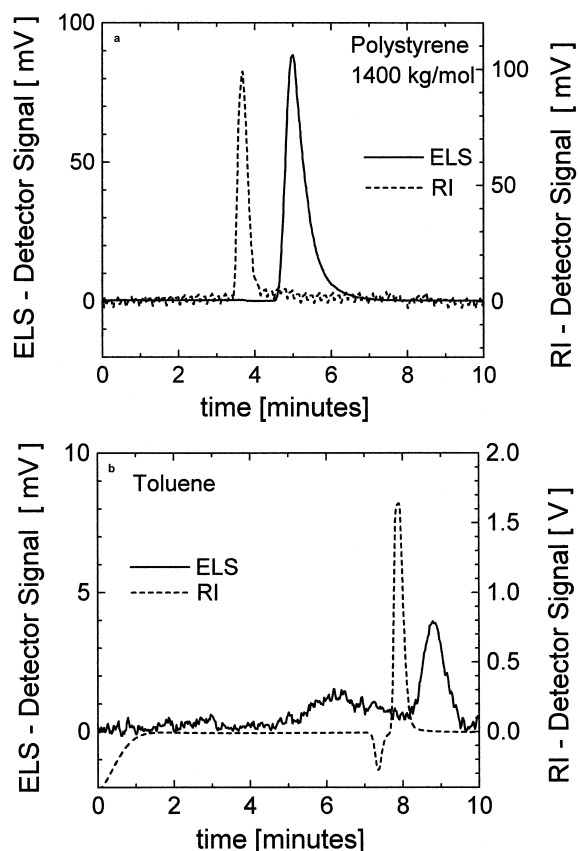 a
Polystyrene
1400 kg/mol
ELS
RI
100
50
0
100
50
0
ELS - Detector Signal [ mV ]
RI - Detector Signal [ mV ]
0 2 4 6 8 10
time [minutes]
b
Toluene
ELS
RI
10
5
0
2.0
1.5
1.0
0.5
0.0
ELS - Detector Signal [ mV ]
RI - Detector Signal [ V ]
0 2 4 6 8 10
time [minutes]